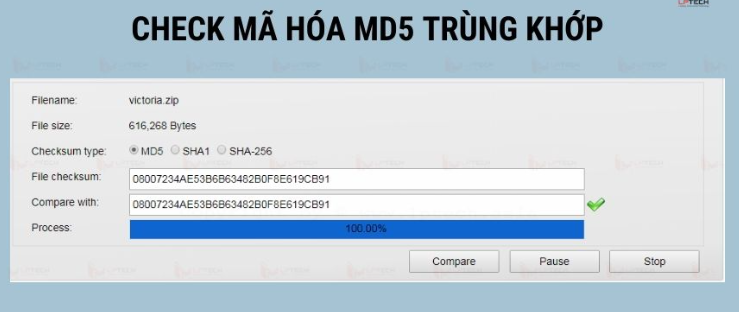 LPTECH
CHECK MÃ HÓA MD5 TRÙNG KHỚP
Filename: victoria.zip
File size: 616,268 Bytes
Checksum type: MD5 SHA1 SHA-256
File checksum: 08007234AE53B6B63482B0F8E619CB91
Compare with: 08007234AE53B6B63482B0F8E619CB91
Process: 100.00%
Compare Pause Stop